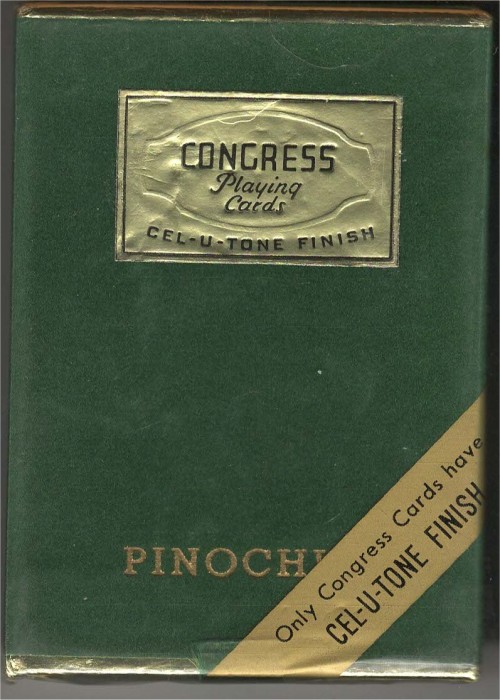 CONGRESS
Playing
Cards
CEL-U-TONE FINISH
PINOCH
Only Congress Cards have
CEL-U-TONE FINISH